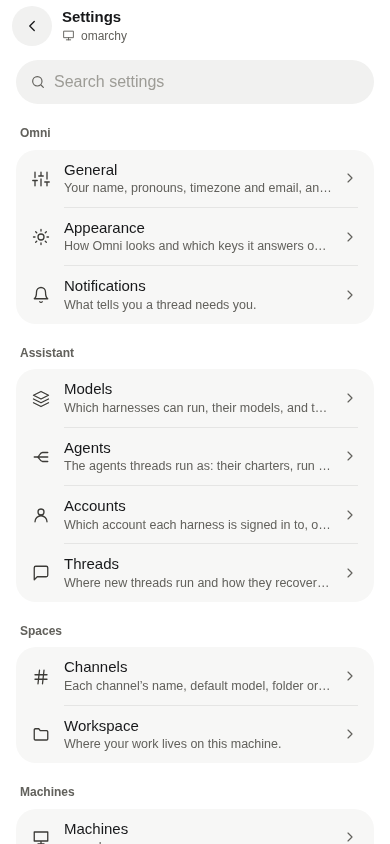 Settings
omarchy
Search settings
Omni
General
Your name, pronouns, timezone and email, an…
Appearance
How Omni looks and which keys it answers o…
Notifications
What tells you a thread needs you.
Assistant
Models
Which harnesses can run, their models, and t…
Agents
The agents threads run as: their charters, run …
Accounts
Which account each harness is signed in to, o…
Threads
Where new threads run and how they recover…
Spaces
Channels
Each channel’s name, default model, folder or…
Workspace
Where your work lives on this machine.
Machines
Machines